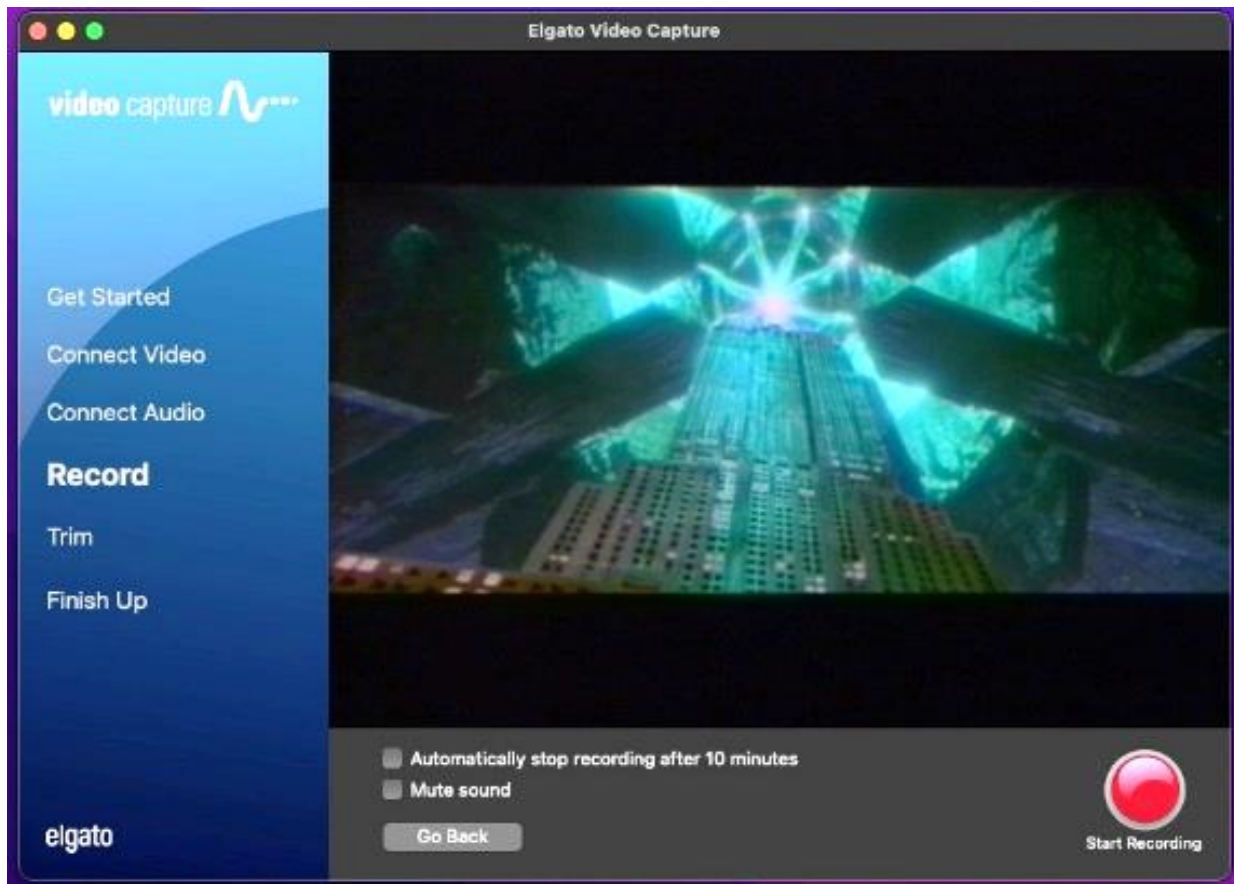 Elgato Video Capture
video capture
Get Started
Connect Video
Connect Audio
Record
Trim
Finish Up
Automatically stop recording after 10 minutes
Mute sound
elgato
Go Back
Start Recording